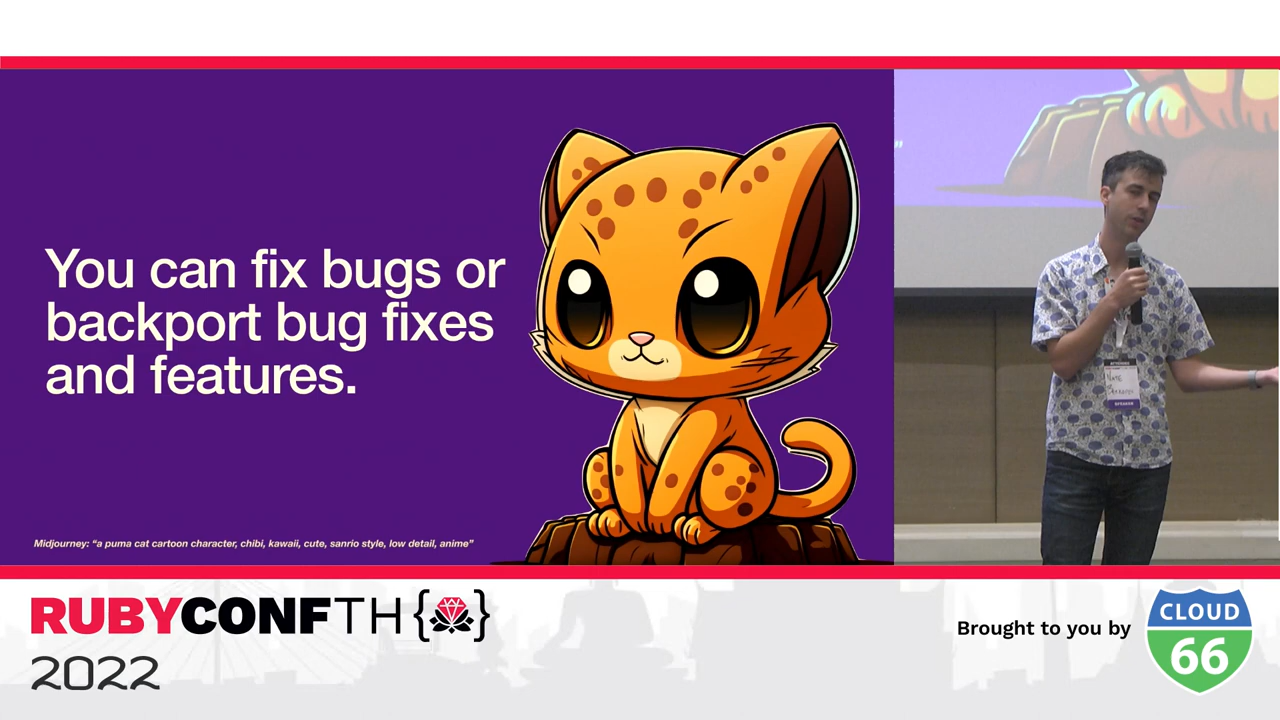 You can fix bugs or
backport bug fixes
and features.
Midjourney: “a puma cat cartoon character, chibi, kawaii, cute, sanrio style, low detail, anime”
SPEAKER
RUBYCONFTH
2022
Brought to you by
CLOUD
66